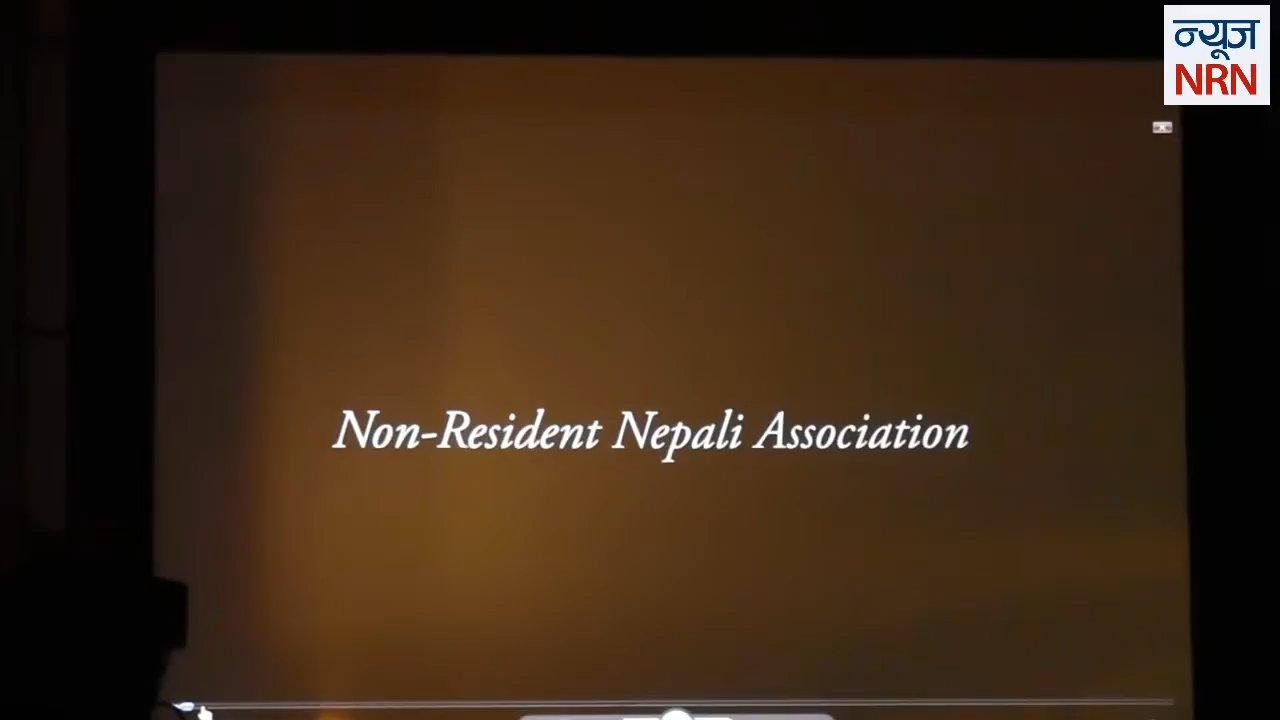 न्यूज
NRN
Non-Resident Nepali Association